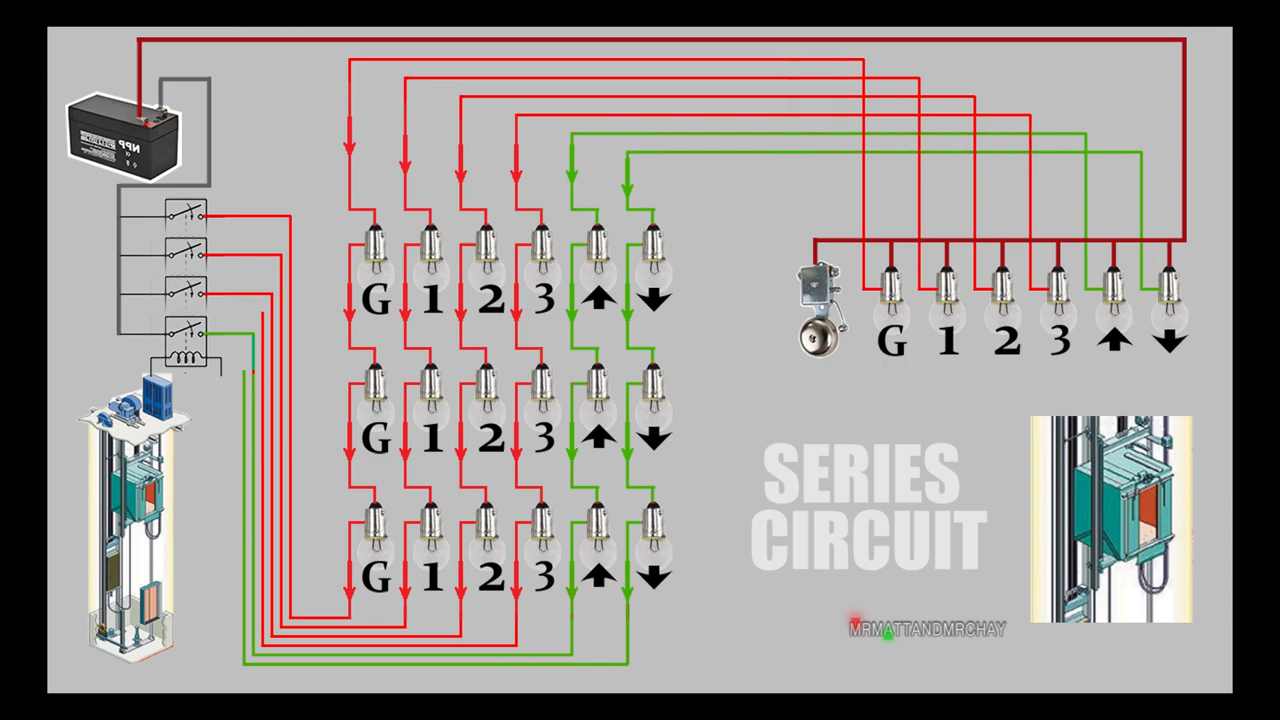 NPP
G 1 2 3
G 1 2 3
G 1 2 3
G 1 2 3
SERIES
CIRCUIT
MRMATTANDMRCHAY